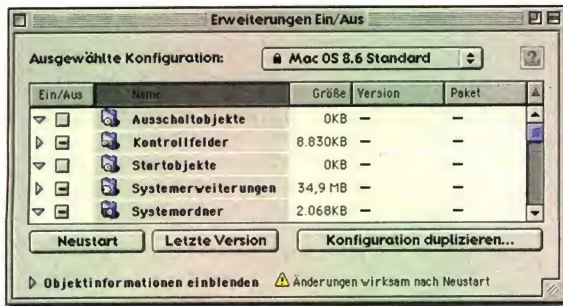 Erweiterungen Ein/Aus
Ausgewählte Konfiguration: Mac OS 8.6 Standard
Ein/Aus Name Größe Version Paket
Ausschaltobjekte 0KB – –
Kontrollfelder 8.830KB – –
Startobjekte 0KB – –
Systemerweiterungen 34,9 MB – –
Systemordner 2.068KB – –
Neustart Letzte Version Konfiguration duplizieren...
Objektinformationen einblenden Änderungen wirksam nach Neustart